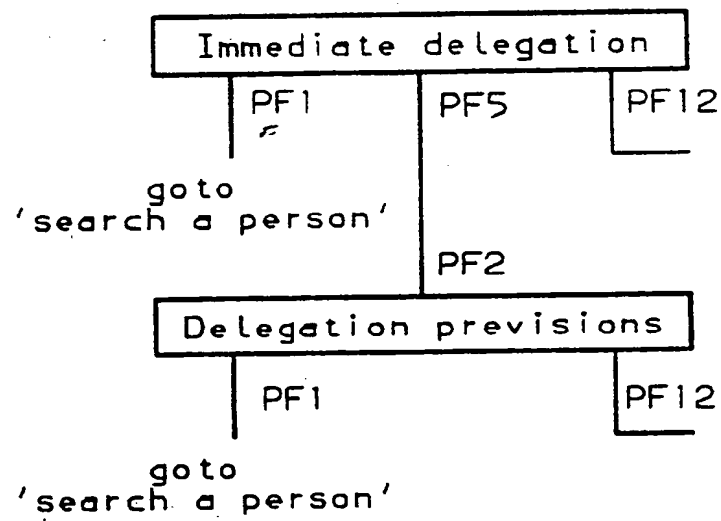 Immediate delegation
PF1 PF5 PF12
goto
'search a person'
PF2
Delegation previsions
PF1 PF12
goto
'search a person'